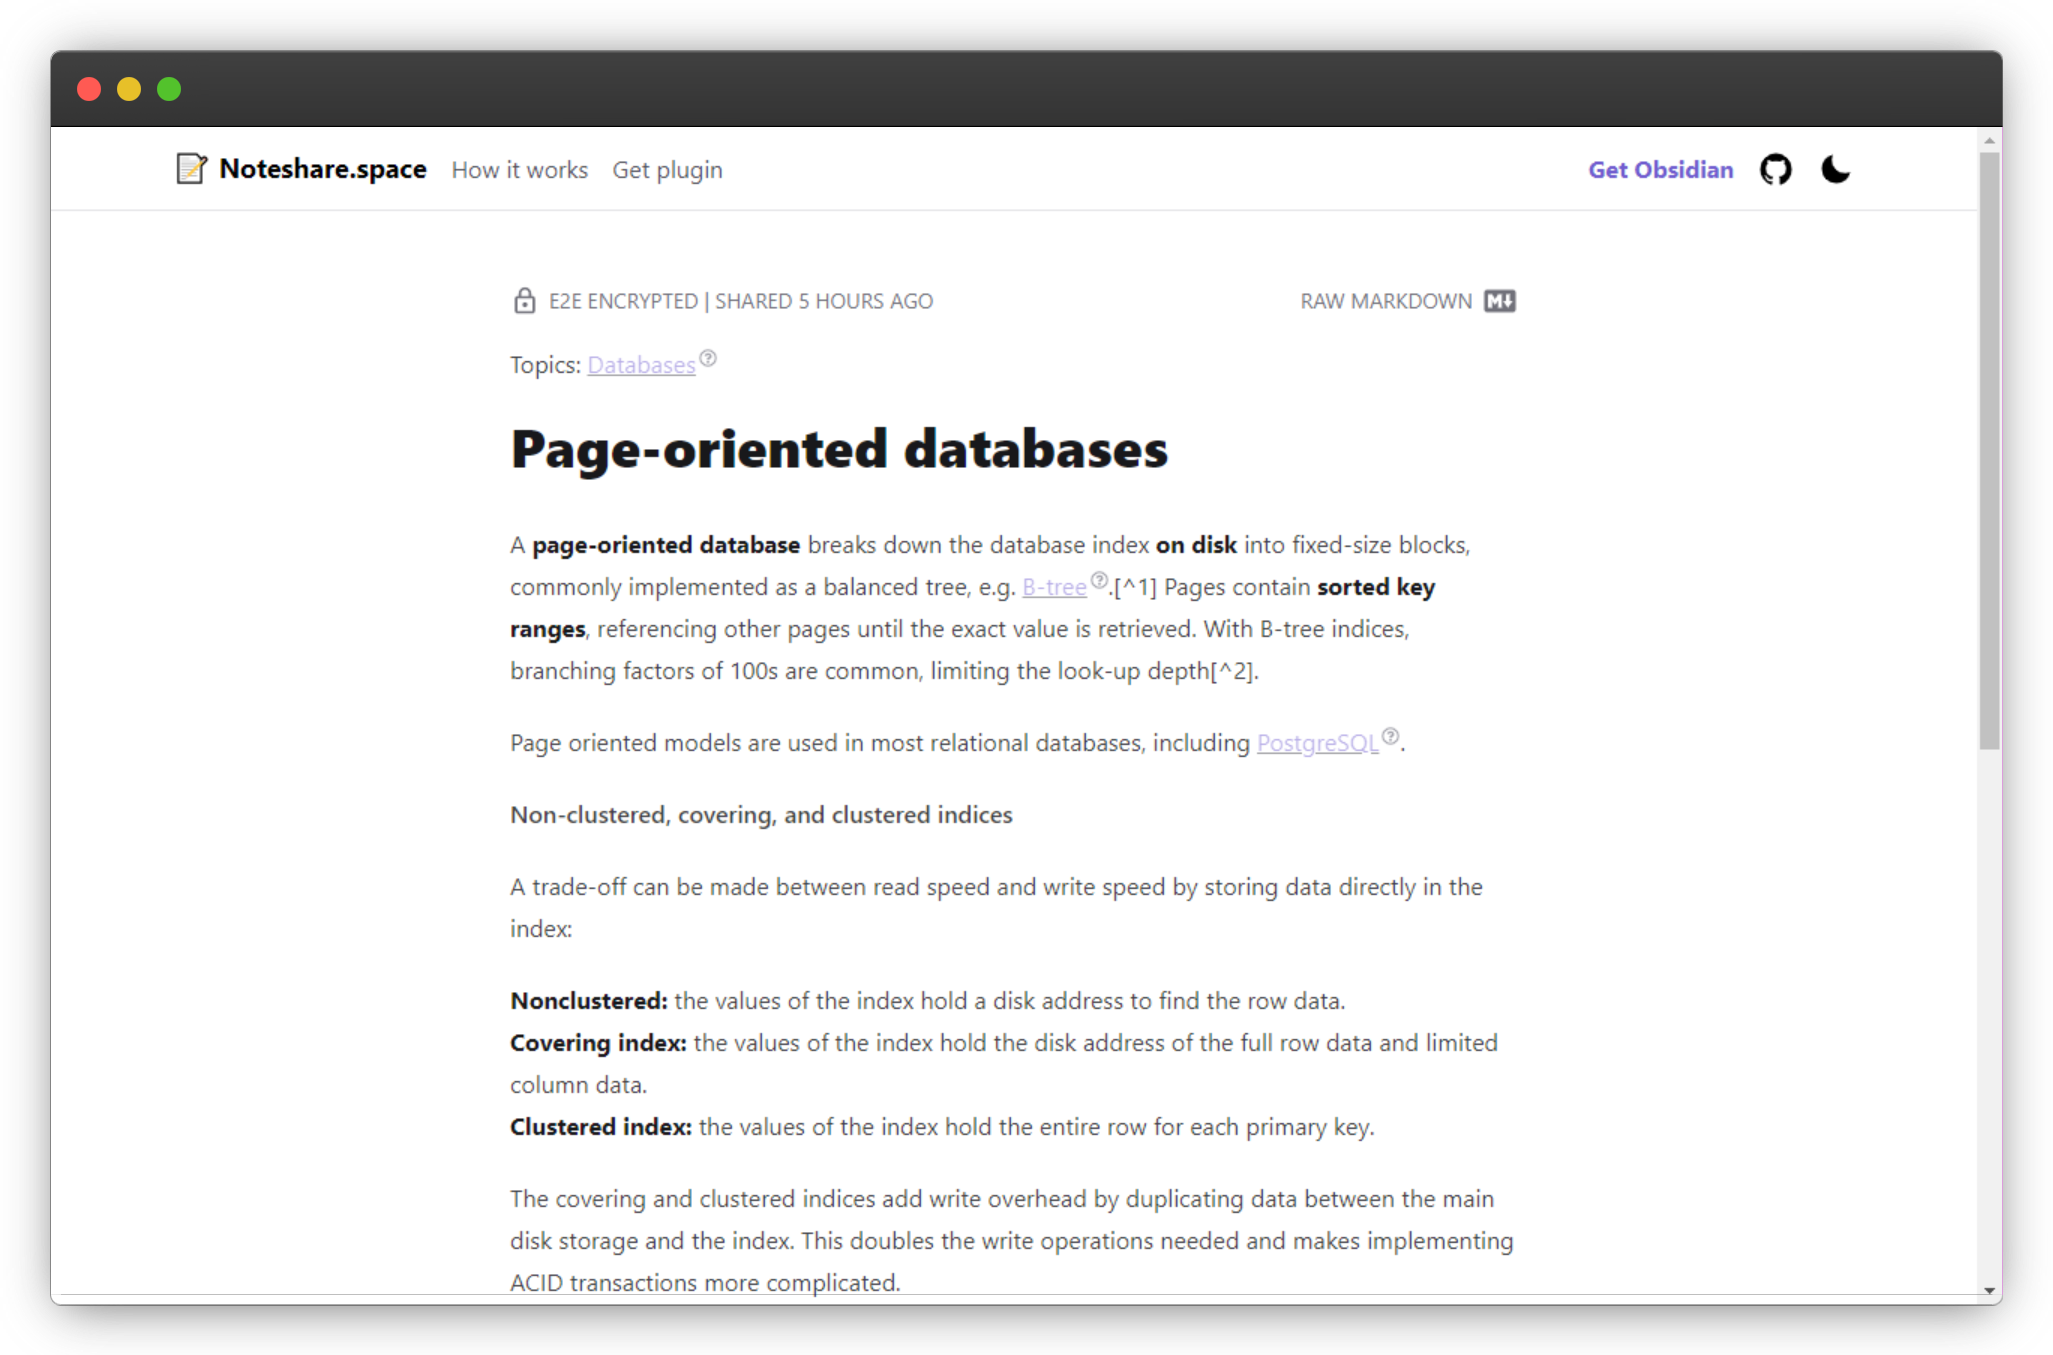 Noteshare.space How it works Get plugin Get Obsidian
E2E ENCRYPTED | SHARED 5 HOURS AGO RAW MARKDOWN M↓
Topics: Databases?
Page-oriented databases
A page-oriented database breaks down the database index on disk into fixed-size blocks,
commonly implemented as a balanced tree, e.g. B-tree?.[^1] Pages contain sorted key
ranges, referencing other pages until the exact value is retrieved. With B-tree indices,
branching factors of 100s are common, limiting the look-up depth[^2].
Page oriented models are used in most relational databases, including PostgreSQL?.
Non-clustered, covering, and clustered indices
A trade-off can be made between read speed and write speed by storing data directly in the
index:
Nonclustered: the values of the index hold a disk address to find the row data.
Covering index: the values of the index hold the disk address of the full row data and limited
column data.
Clustered index: the values of the index hold the entire row for each primary key.
The covering and clustered indices add write overhead by duplicating data between the main
disk storage and the index. This doubles the write operations needed and makes implementing
ACID transactions more complicated.